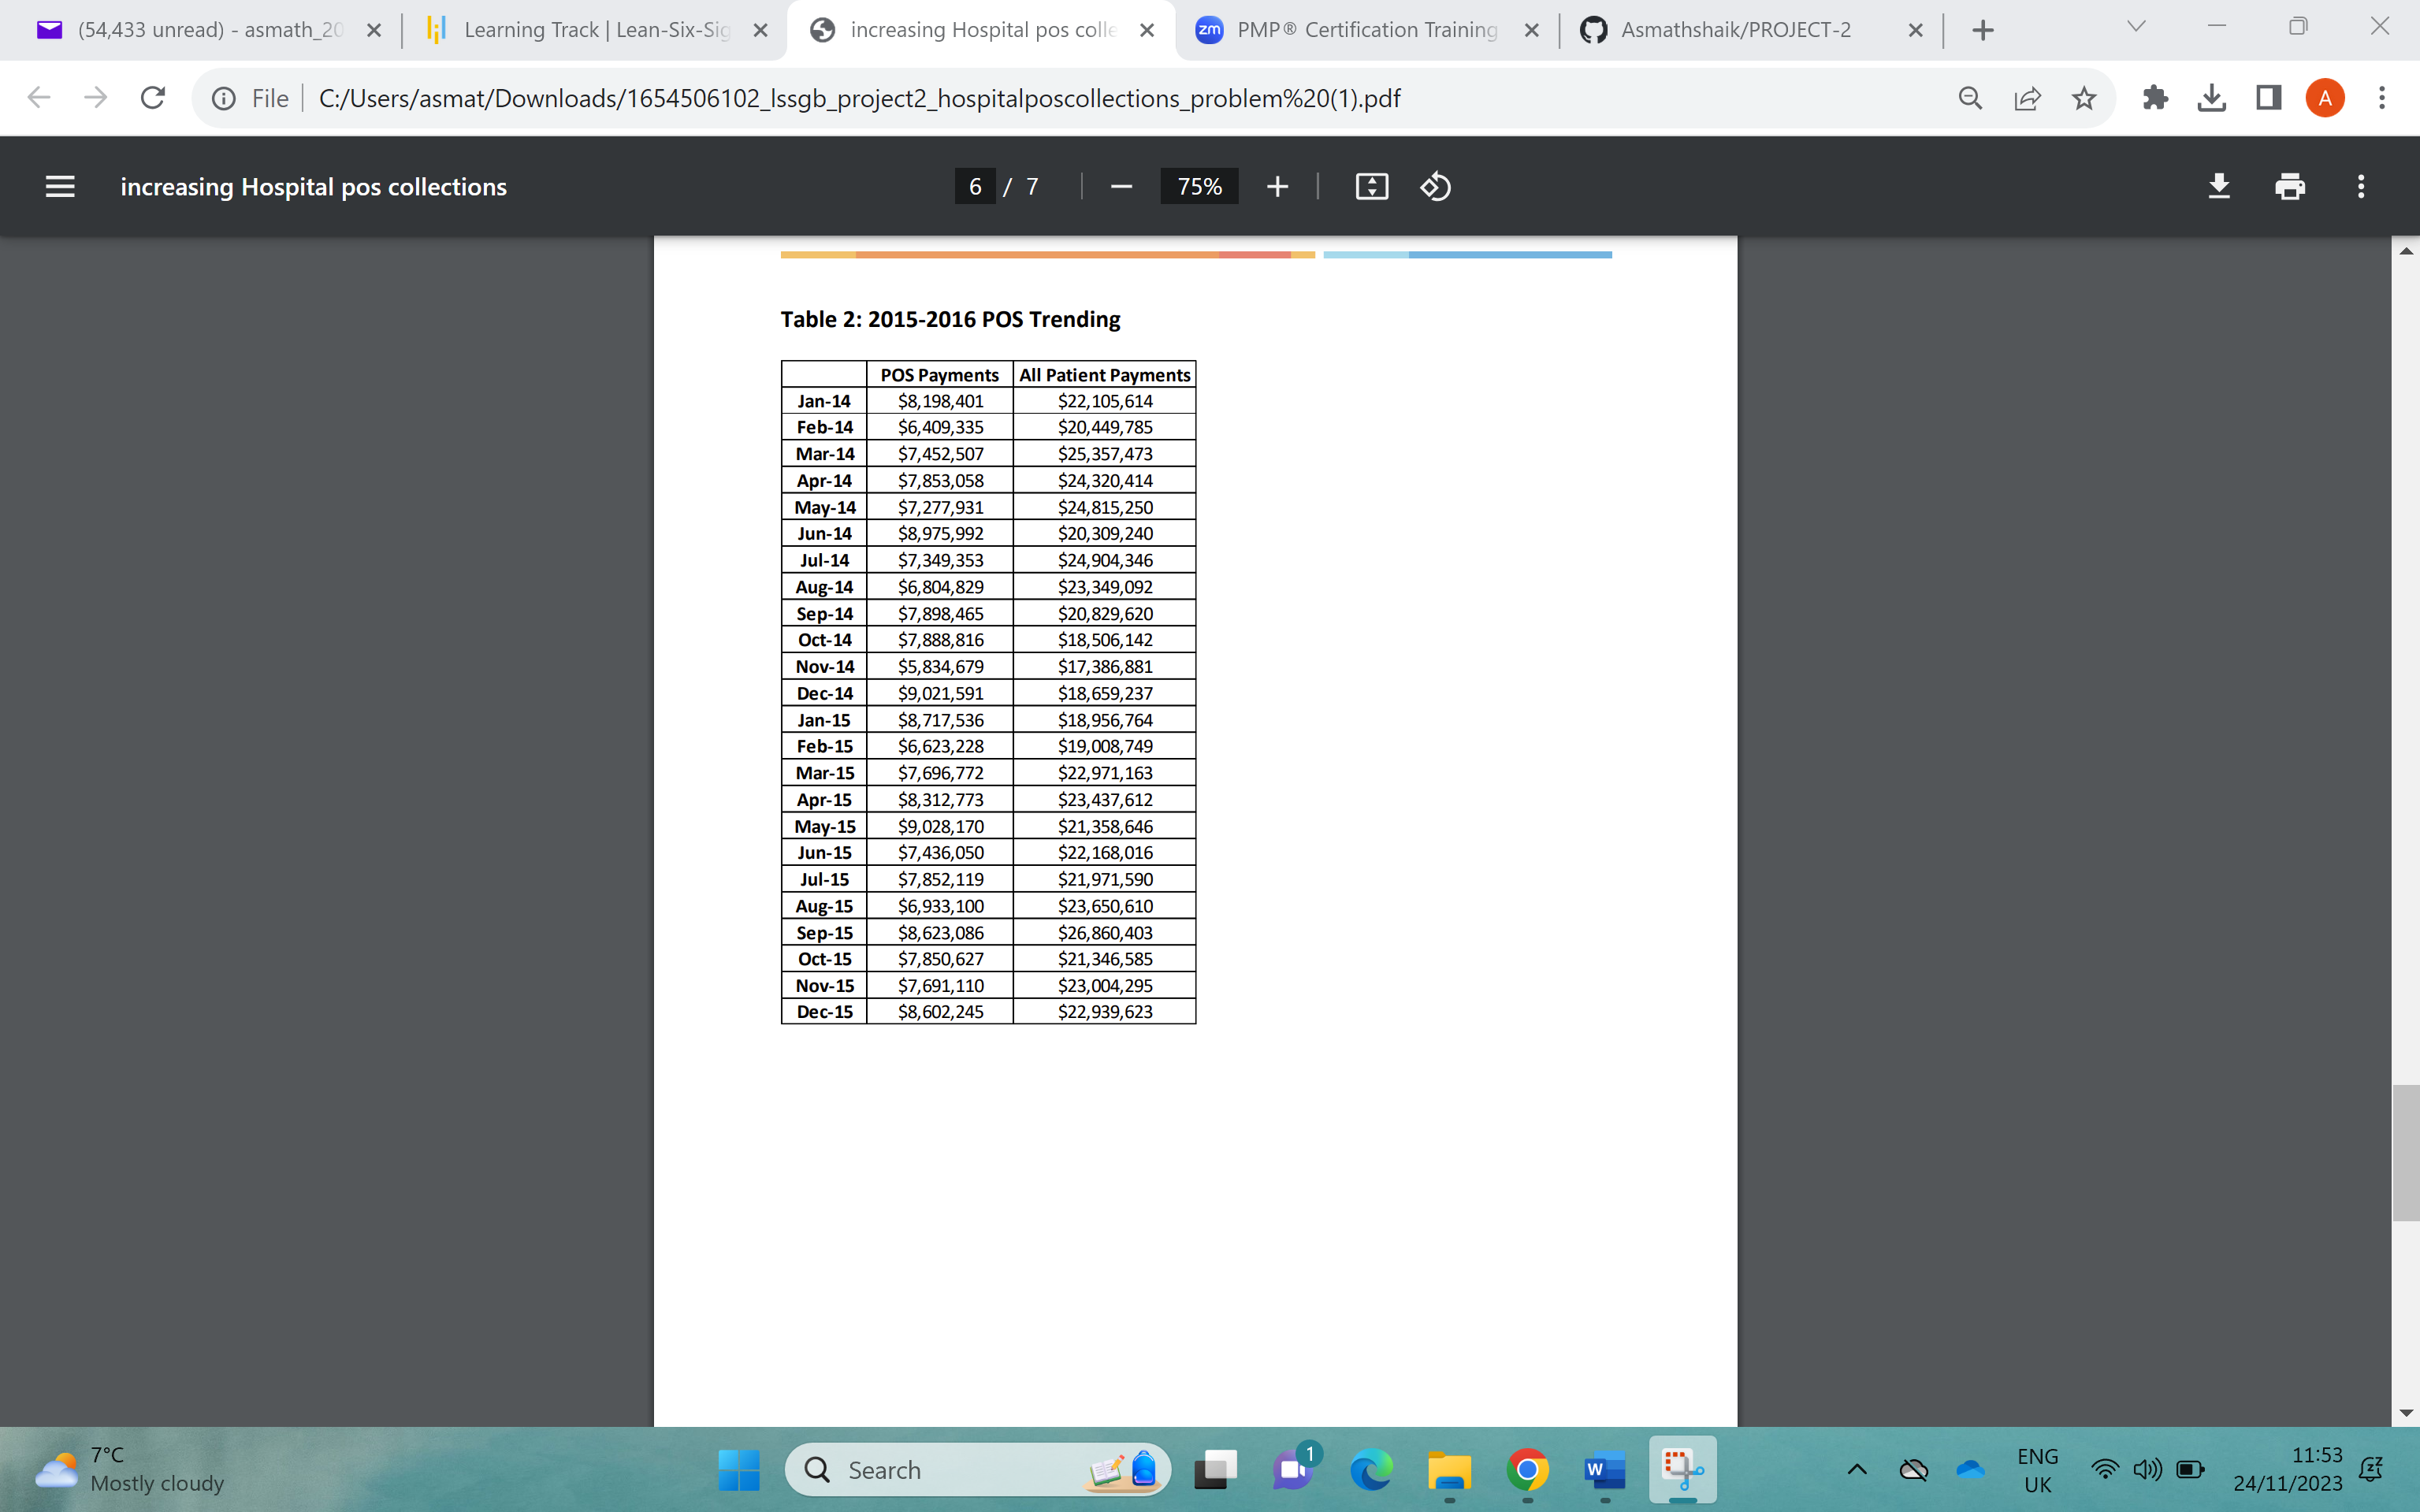 (54,433 unread) - asmath_20 Learning Track | Lean-Six-Sig increasing Hospital pos colle zm PMP® Certification Training Asmathshaik/PROJECT-2
File C:/Users/asmat/Downloads/1654506102_lssgb_project2_hospitalposcollections_problem%20(1).pdf A
increasing Hospital pos collections 6 / 7 75%
Table 2: 2015-2016 POS Trending
POS Payments All Patient Payments
Jan-14 $8,198,401 $22,105,614
Feb-14 $6,409,335 $20,449,785
Mar-14 $7,452,507 $25,357,473
Apr-14 $7,853,058 $24,320,414
May-14 $7,277,931 $24,815,250
Jun-14 $8,975,992 $20,309,240
Jul-14 $7,349,353 $24,904,346
Aug-14 $6,804,829 $23,349,092
Sep-14 $7,898,465 $20,829,620
Oct-14 $7,888,816 $18,506,142
Nov-14 $5,834,679 $17,386,881
Dec-14 $9,021,591 $18,659,237
Jan-15 $8,717,536 $18,956,764
Feb-15 $6,623,228 $19,008,749
Mar-15 $7,696,772 $22,971,163
Apr-15 $8,312,773 $23,437,612
May-15 $9,028,170 $21,358,646
Jun-15 $7,436,050 $22,168,016
Jul-15 $7,852,119 $21,971,590
Aug-15 $6,933,100 $23,650,610
Sep-15 $8,623,086 $26,860,403
Oct-15 $7,850,627 $21,346,585
Nov-15 $7,691,110 $23,004,295
Dec-15 $8,602,245 $22,939,623
7°C
Mostly cloudy
Search
1
W
ENG
UK
11:53
24/11/2023